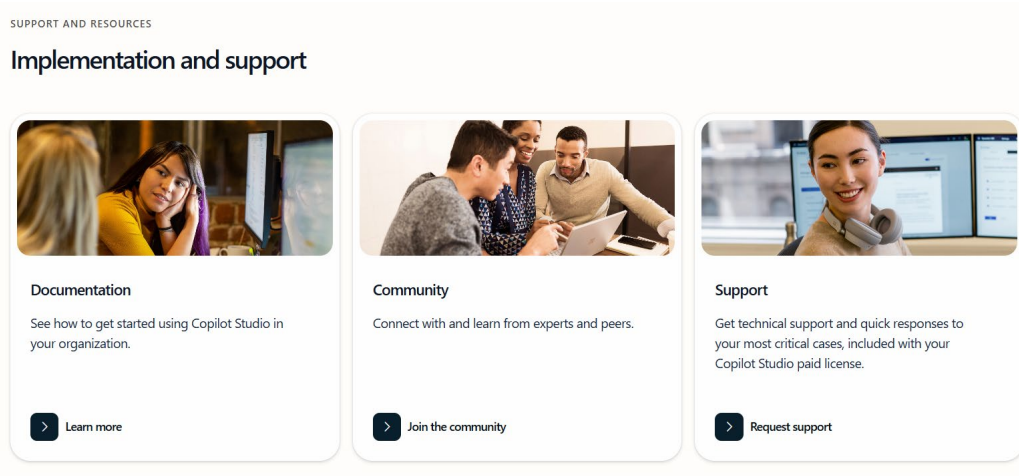 SUPPORT AND RESOURCES
Implementation and support
Documentation
See how to get started using Copilot Studio in
your organization.
Learn more
Community
Connect with and learn from experts and peers.
Join the community
Support
Get technical support and quick responses to
your most critical cases, included with your
Copilot Studio paid license.
Request support